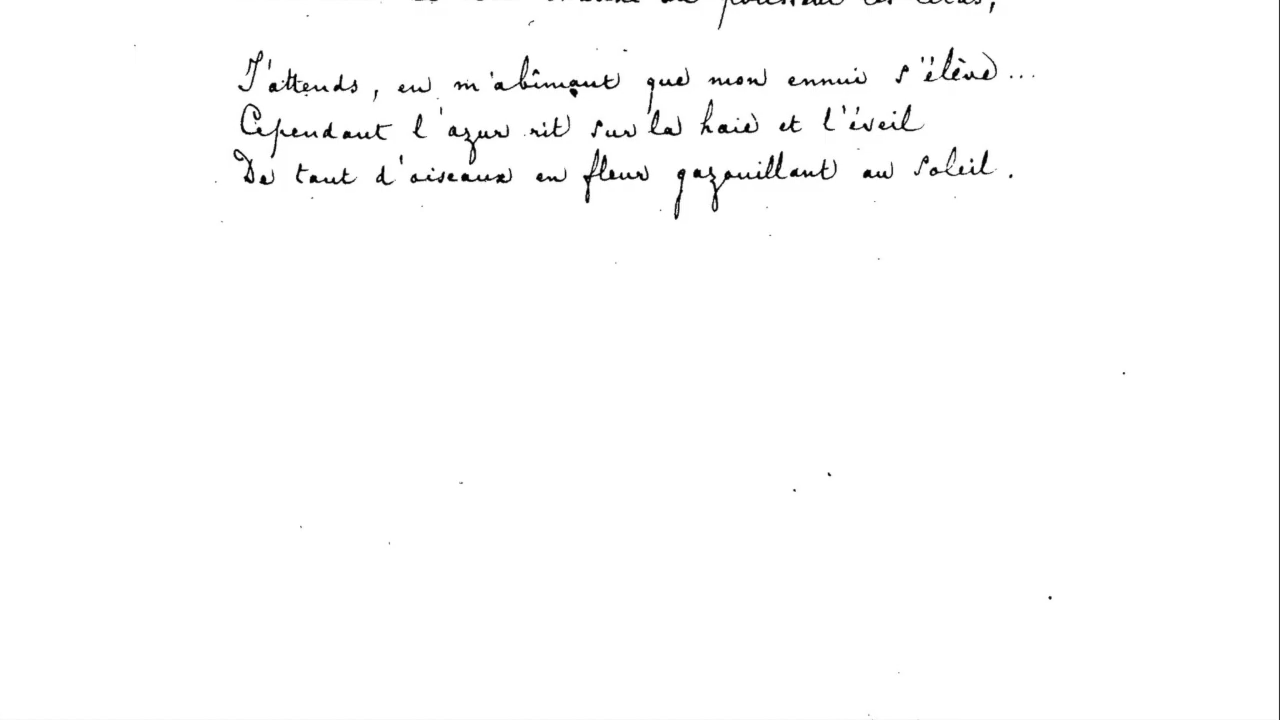 J'attends, en m'abîmant que mon ennui s'élève...
Cependant l'azur rit sur la haie et l'éveil
De tant d'oiseaux en fleur gazouillant au soleil.